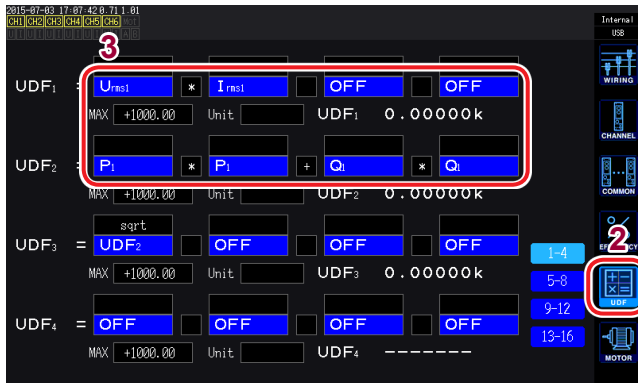 2015-07-03 17:07:42 0.71 1.01
CH1 CH2 CH3 CH4 CH5 CH6 Mot
U I U I U I U I U I U I A B
Internal
USB
3
UDF1 = Urms1 * Irms1 OFF OFF
MAX +1000.00 Unit UDF1 0.00000k
UDF2 = P1 * P1 + Q1 * Q1
MAX +1000.00 Unit UDF2 0.00000k
sqrt
UDF3 = UDF2 OFF OFF OFF
MAX +1000.00 Unit UDF3 0.00000k
UDF4 = OFF OFF OFF OFF
MAX +1000.00 Unit UDF4 -------
1-4
5-8
9-12
13-16
WIRING
CHANNEL
COMMON
2
UDF
MOTOR